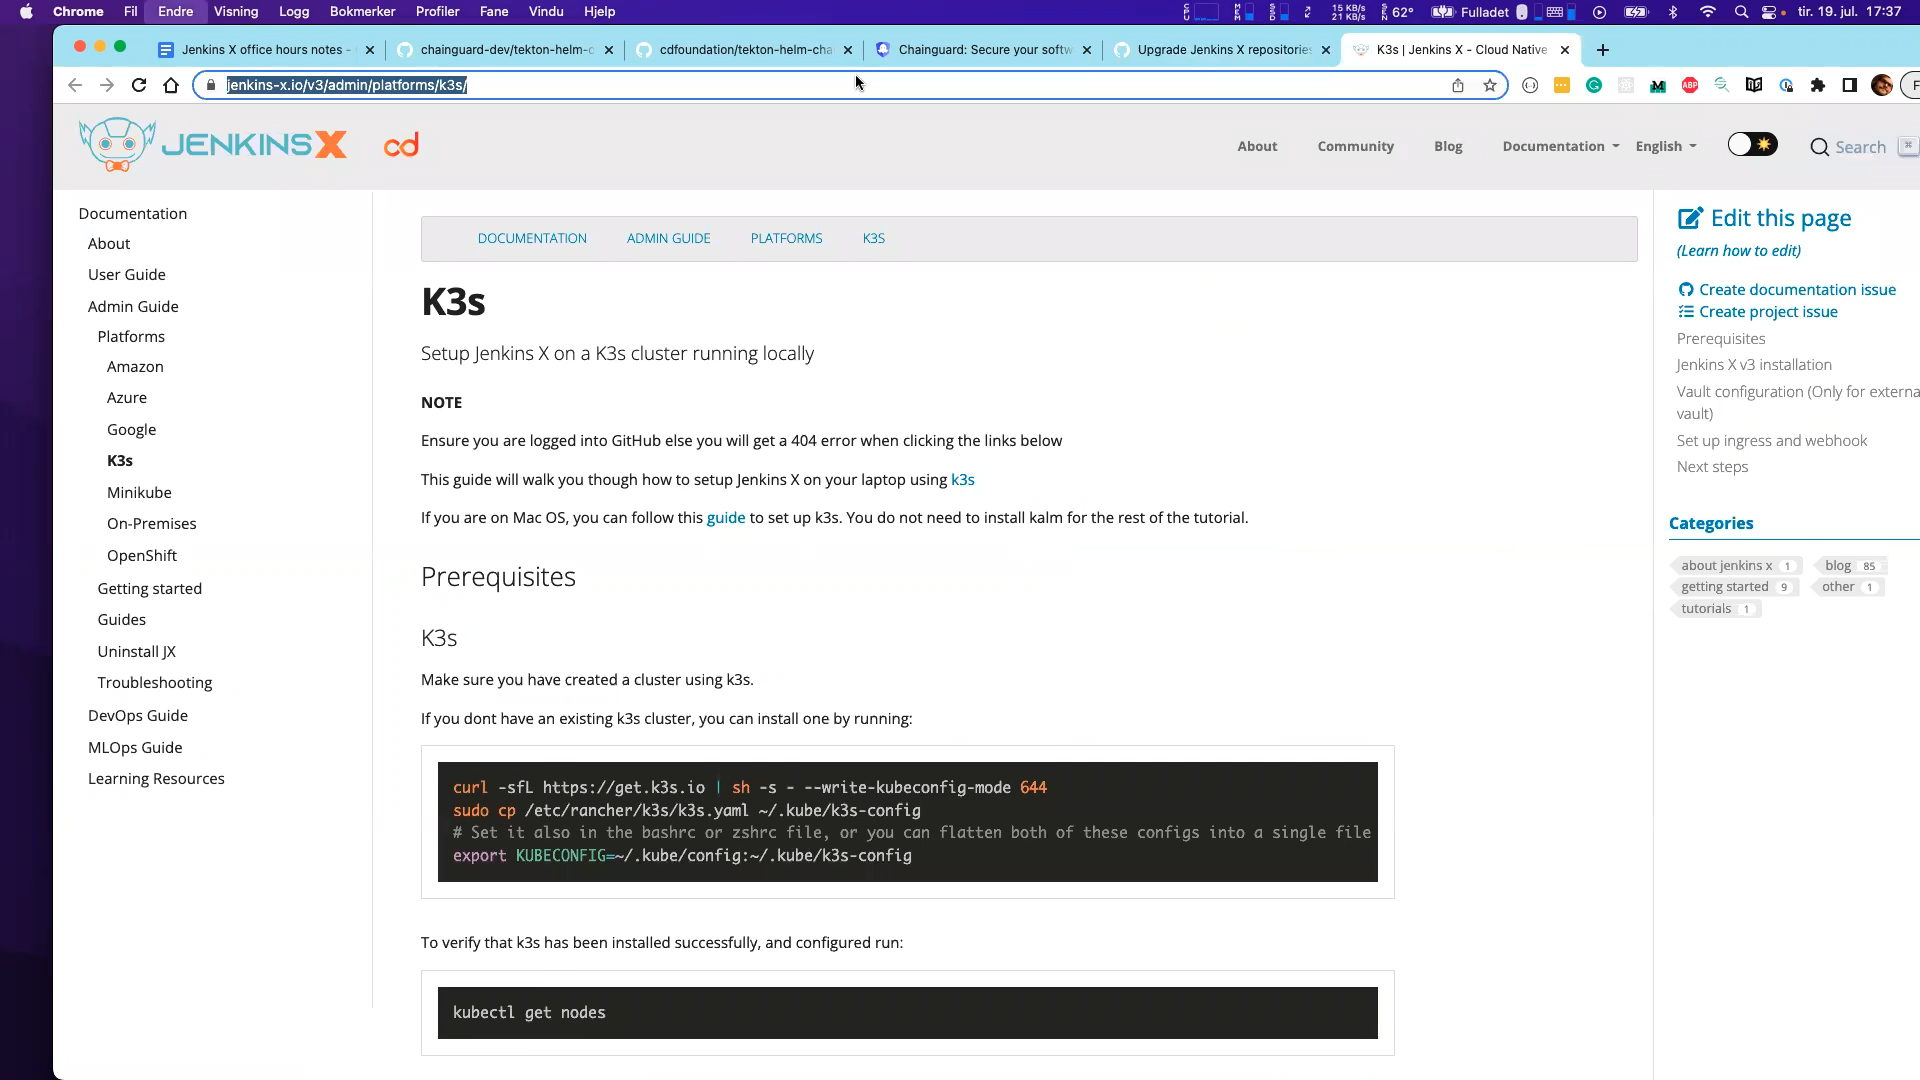 Chrome Fil Endre Visning Logg Bokmerker Profiler Fane Vindu Hjelp 15 KB/s 21 KB/s 62° Fulladet tir. 19. jul. 17:37
Jenkins X office hours notes - chainguard-dev/tekton-helm-c cdfoundation/tekton-helm-cha Chainguard: Secure your softw Upgrade Jenkins X repositories K3s | Jenkins X - Cloud Native
jenkins-x.io/v3/admin/platforms/k3s/
ABP
JENKINS X cd
About Community Blog Documentation English Search
Documentation
About
User Guide
Admin Guide
Platforms
Amazon
Azure
Google
K3s
Minikube
On-Premises
OpenShift
Getting started
Guides
Uninstall JX
Troubleshooting
DevOps Guide
MLOps Guide
Learning Resources
DOCUMENTATION ADMIN GUIDE PLATFORMS K3S
K3s
Setup Jenkins X on a K3s cluster running locally
NOTE
Ensure you are logged into GitHub else you will get a 404 error when clicking the links below
This guide will walk you though how to setup Jenkins X on your laptop using k3s
If you are on Mac OS, you can follow this guide to set up k3s. You do not need to install kalm for the rest of the tutorial.
Prerequisites
K3s
Make sure you have created a cluster using k3s.
If you dont have an existing k3s cluster, you can install one by running:
curl -sfL https://get.k3s.io | sh -s - --write-kubeconfig-mode 644
sudo cp /etc/rancher/k3s/k3s.yaml ~/.kube/k3s-config
# Set it also in the bashrc or zshrc file, or you can flatten both of these configs into a single file
export KUBECONFIG=~/.kube/config:~/.kube/k3s-config
To verify that k3s has been installed successfully, and configured run:
kubectl get nodes
Edit this page
(Learn how to edit)
Create documentation issue
Create project issue
Prerequisites
Jenkins X v3 installation
Vault configuration (Only for externa
vault)
Set up ingress and webhook
Next steps
Categories
about jenkins x 1 blog 85
getting started 9 other 1
tutorials 1